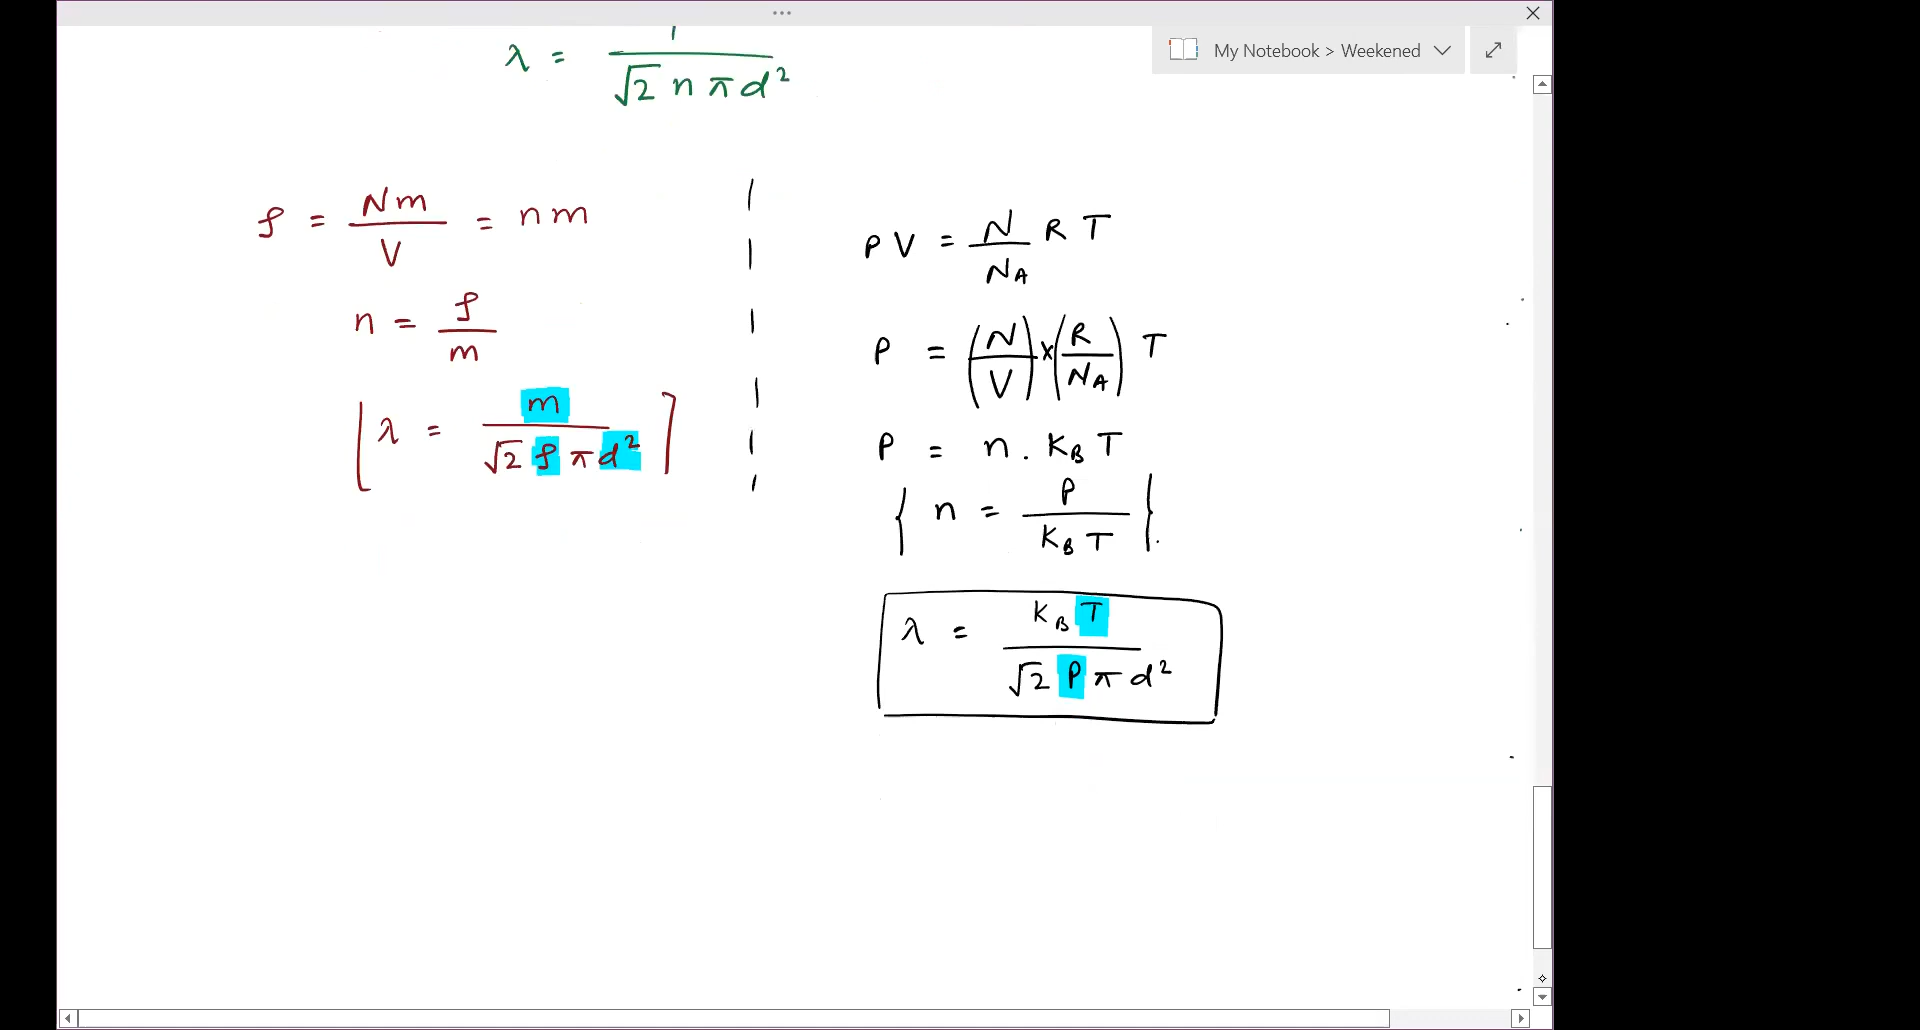 My Notebook > Weekened
λ = 1 / √2 n π d²
ρ = Nm / V = nm
n = ρ / m
[ λ = m / √2 ρ π d² ]
PV = N / N_A R T
P = (N / V) × (R / N_A) T
P = n . K_B T
{ n = P / K_B T } .
λ = K_B T / √2 P π d²